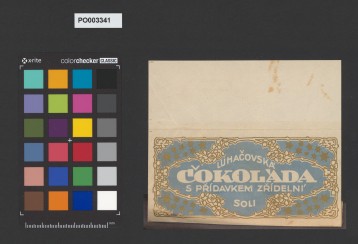 PO003341
x-rite
colorchecker CLASSIC
LUHAČOVSKÁ
ČOKOLÁDA
S PŘÍDAVKEM ZŘÍDELNÍ
SOLI